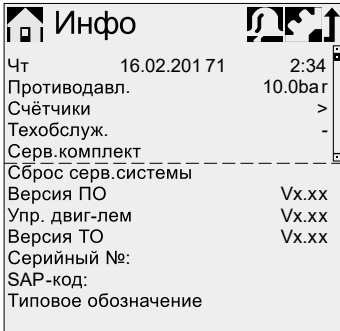 Инфо
Чт 16.02.201 71 2:34
Противодавл. 10.0bar
Счётчики >
Техобслуж. -
Серв.комплект
Сброс серв.системы
Версия ПО Vx.xx
Упр. двиг-лем Vx.xx
Версия ТО Vx.xx
Серийный №:
SAP-код:
Типовое обозначение